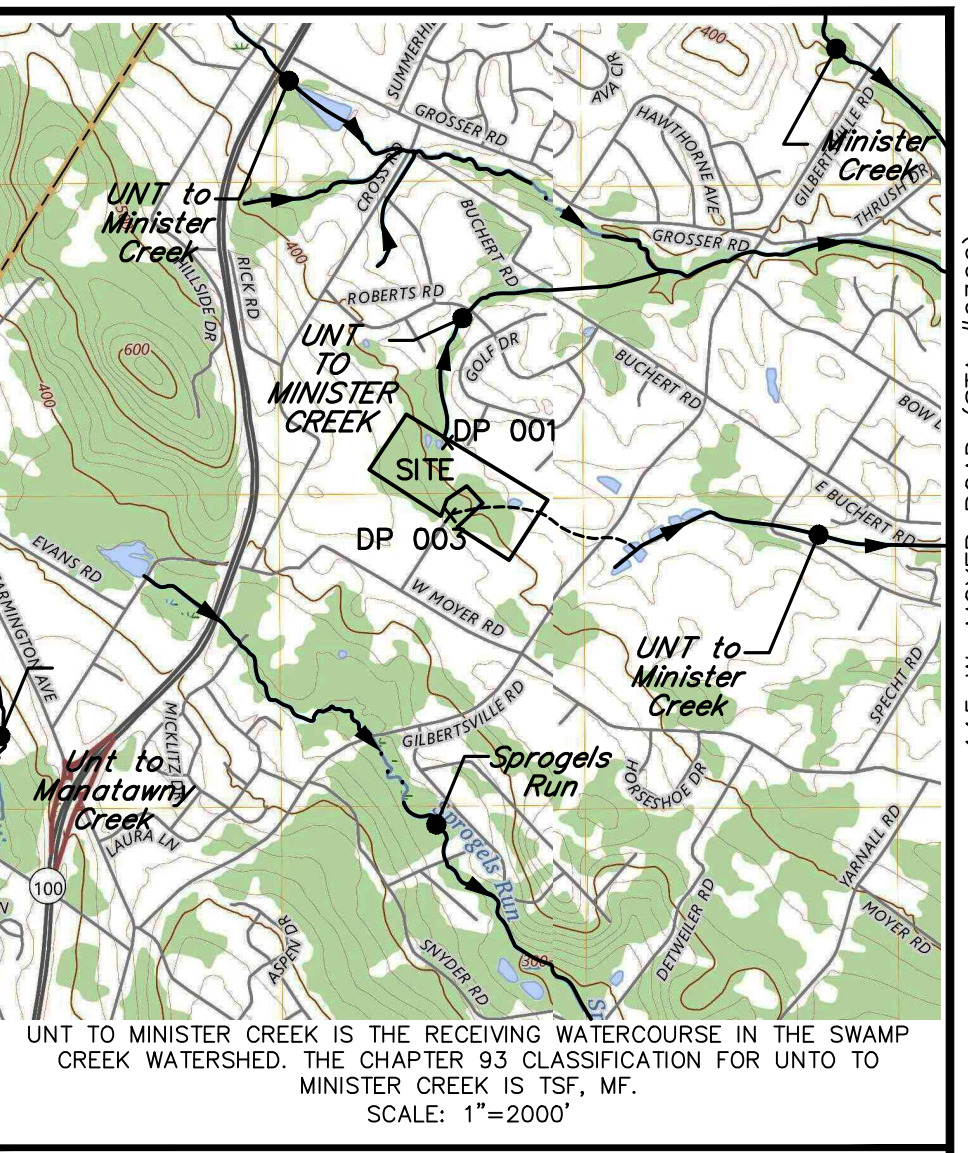 400
SUMMERHI
AVA CIR
GROSSER RD
HAWTHORNE AVE
GILBERTSVILLE RD
Minister
Creek
THRUSH DR
CROSS RD
UNT to
Minister
Creek
BUCHERT RD
GROSSER RD
400
HILLSIDE DR
RICK RD
ROBERTS RD
UNT
TO
MINISTER
CREEK
GOLF DR
600
400
BUCHERT RD
BOW L
DP 001
SITE
DP 003
E BUCHERT RD
EVANS RD
W MOYER RD
ARMINGTON AVE
UNT to
Minister
Creek
SPECHT RD
GILBERTSVILLE RD
MICKLITZ DR
Unt to
Manatawny
Creek
Sprogels
Run
HORSESHOE DR
Sprogels Run
LAURA LN
YARNALL RD
100
MOYER RD
DETWEILER RD
ASPEN DR
SNYDER RD
300
UNT TO MINISTER CREEK IS THE RECEIVING WATERCOURSE IN THE SWAMP
CREEK WATERSHED. THE CHAPTER 93 CLASSIFICATION FOR UNTO TO
MINISTER CREEK IS TSF, MF.
SCALE: 1"=2000'